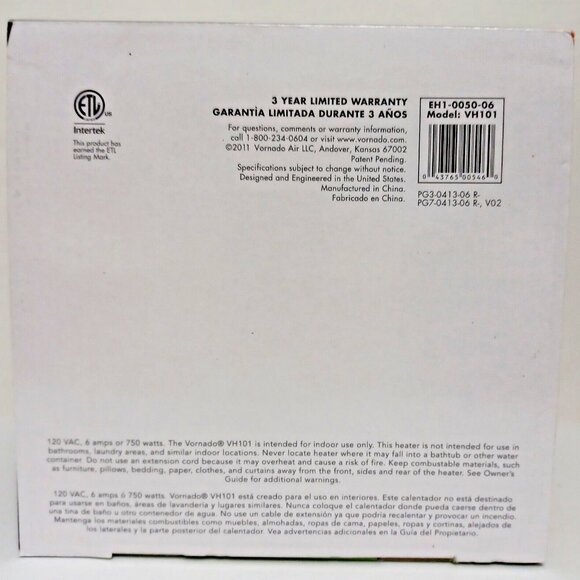 ETL
US
Intertek
This product has
earned the ETL
Listing Mark.
3 YEAR LIMITED WARRANTY
GARANTÌA LIMITADA DURANTE 3 AÑOS
For questions, comments or warranty information,
call 1-800-234-0604 or visit www.vornado.com.
©2011 Vornado Air LLC, Andover, Kansas 67002
Patent Pending.
Specifications subject to change without notice.
Designed and Engineered in the United States.
Manufactured in China.
Fabricado en China.
EH1-0050-06
Model: VH101
0 43765 00546 0
PG3-0413-06 R-
PG7-0413-06 R-, V02
120 VAC, 6 amps or 750 watts. The Vornado® VH101 is intended for indoor use only. This heater is not intended for use in
bathrooms, laundry areas, and similar indoor locations. Never locate heater where it may fall into a bathtub or other water
container. Do not use an extension cord because it may overheat and cause a risk of fire. Keep combustable materials, such
as furniture, pillows, bedding, paper, clothes, and curtains away from the front, sides and rear of the heater. See Owner's
Guide for additional warnings.
120 VAC, 6 amps ó 750 watts. Vornado® VH101 está creado para el uso en interiores. Este calentador no está destinado
para usarse en baños, áreas de lavandería y lugares similares. Nunca coloque el calentador donde pueda caerse dentro de
una tina de baño u otro contenedor de agua. No use un cable de extensión ya que podría recalentar y provocar un incendio.
Mantenga los materiales combustibles como muebles, almohadas, ropas de cama, papeles, ropas y cortinas, alejados de
los laterales y la parte posterior del calentador. Vea advertencias adicionales en la Guía del Propietario.